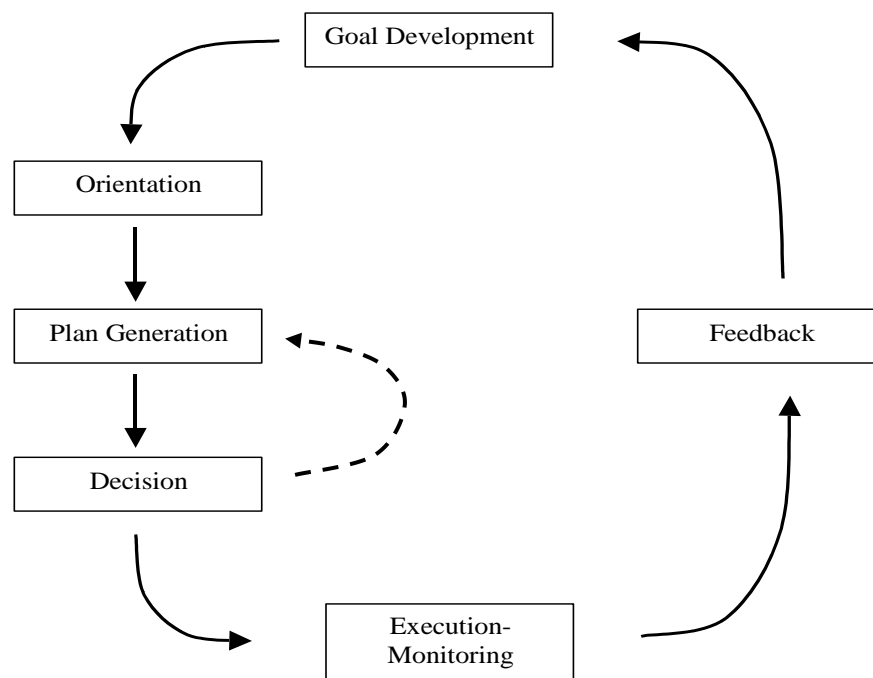 Goal Development
Orientation
Plan Generation
Feedback
Decision
Execution-
Monitoring